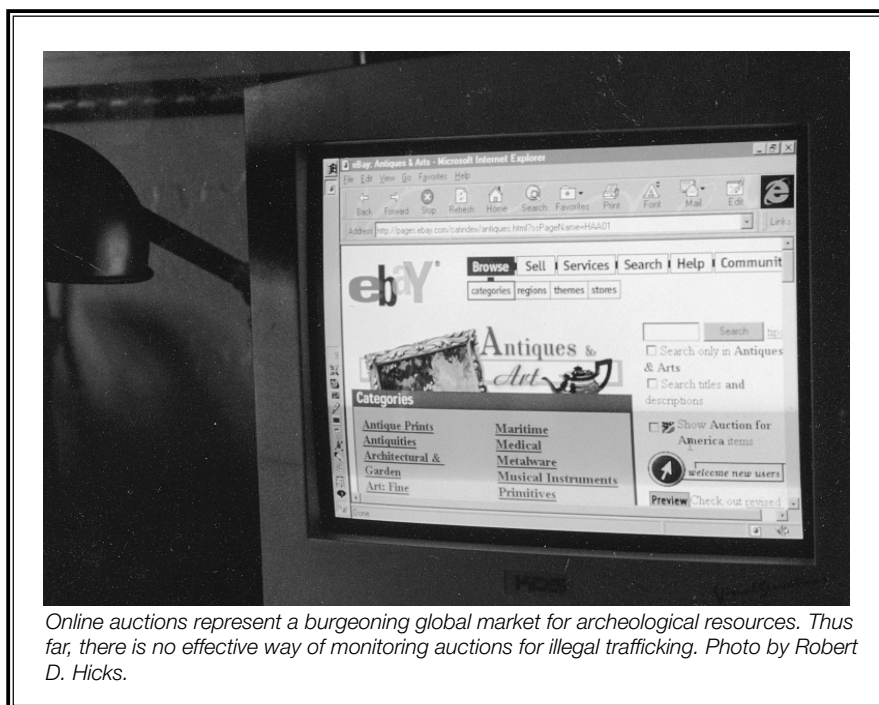 eBay: Antiques & Arts - Microsoft Internet Explorer
File Edit View Go Favorites Help
Back Forward Stop Refresh Home Search Favorites Print Font Mail Edit
Address http://pages.ebay.com/catindex/antiques.html?ssPageName=HAA01
Links
ebaY®
Browse Sell Services Search Help Communit
categories regions themes stores
Antiques &
Art
Search
Search only in Antiques
& Arts
Search titles and
descriptions
Categories
Antique Prints
Antiquities
Architectural &
Garden
Art: Fine
Maritime
Medical
Metalware
Musical Instruments
Primitives
Show Auction for
America items
welcome new users
Preview Check out revised
Done
Online auctions represent a burgeoning global market for archeological resources. Thus
far, there is no effective way of monitoring auctions for illegal trafficking. Photo by Robert
D. Hicks.